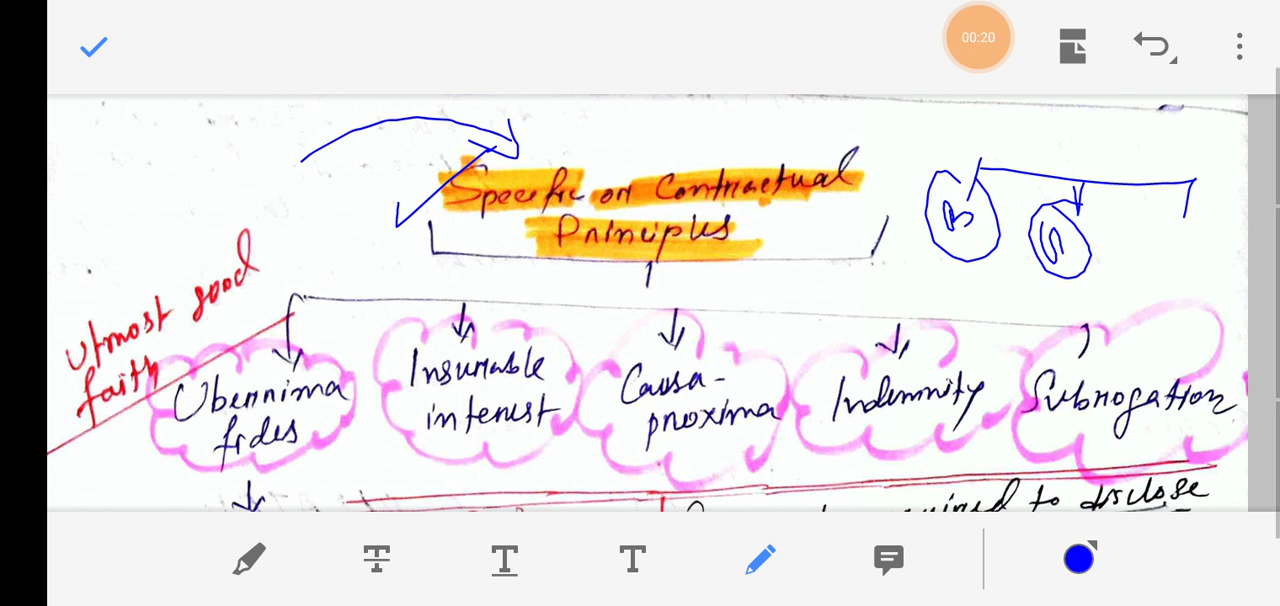 00:20
Specific or Contractual
Principles
B
S
utmost good
faith
Uberrima
fides
Insurable
interest
Causa-
proxima
Indemnity
Subrogation
to disclose
T
T
T